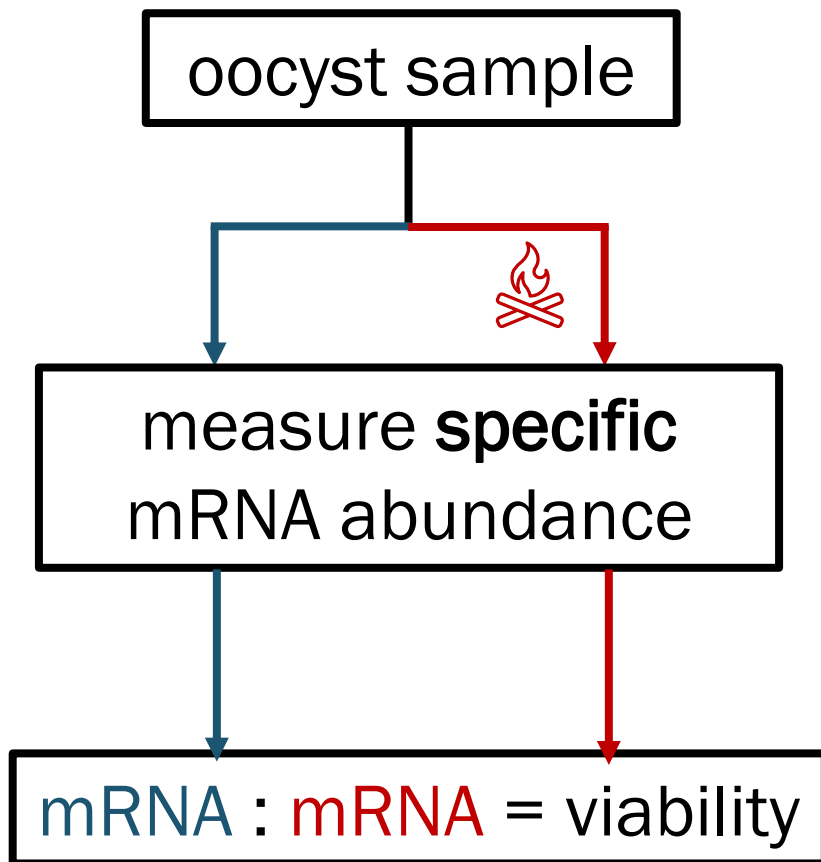 oocyst sample
measure specific
mRNA abundance
mRNA : mRNA = viability